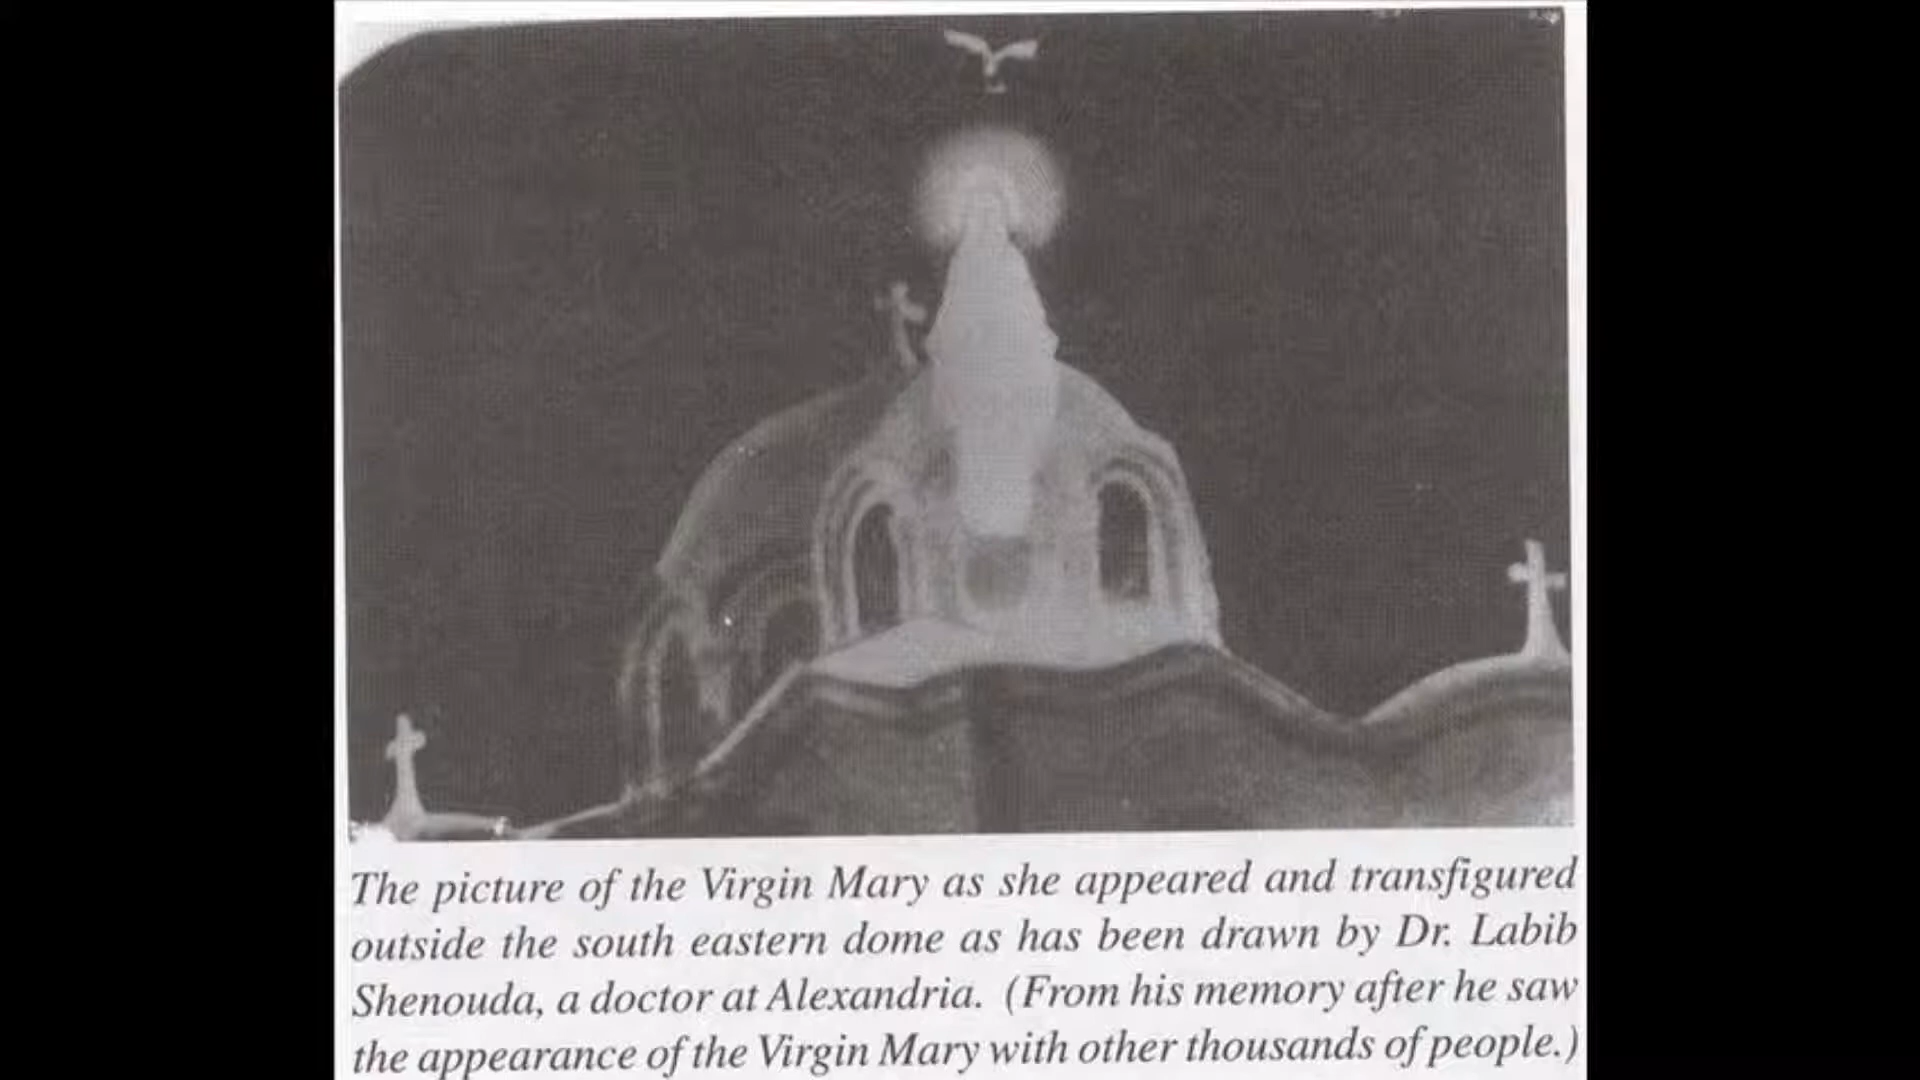 The picture of the Virgin Mary as she appeared and transfigured
outside the south eastern dome as has been drawn by Dr. Labib
Shenouda, a doctor at Alexandria. (From his memory after he saw
the appearance of the Virgin Mary with other thousands of people.)